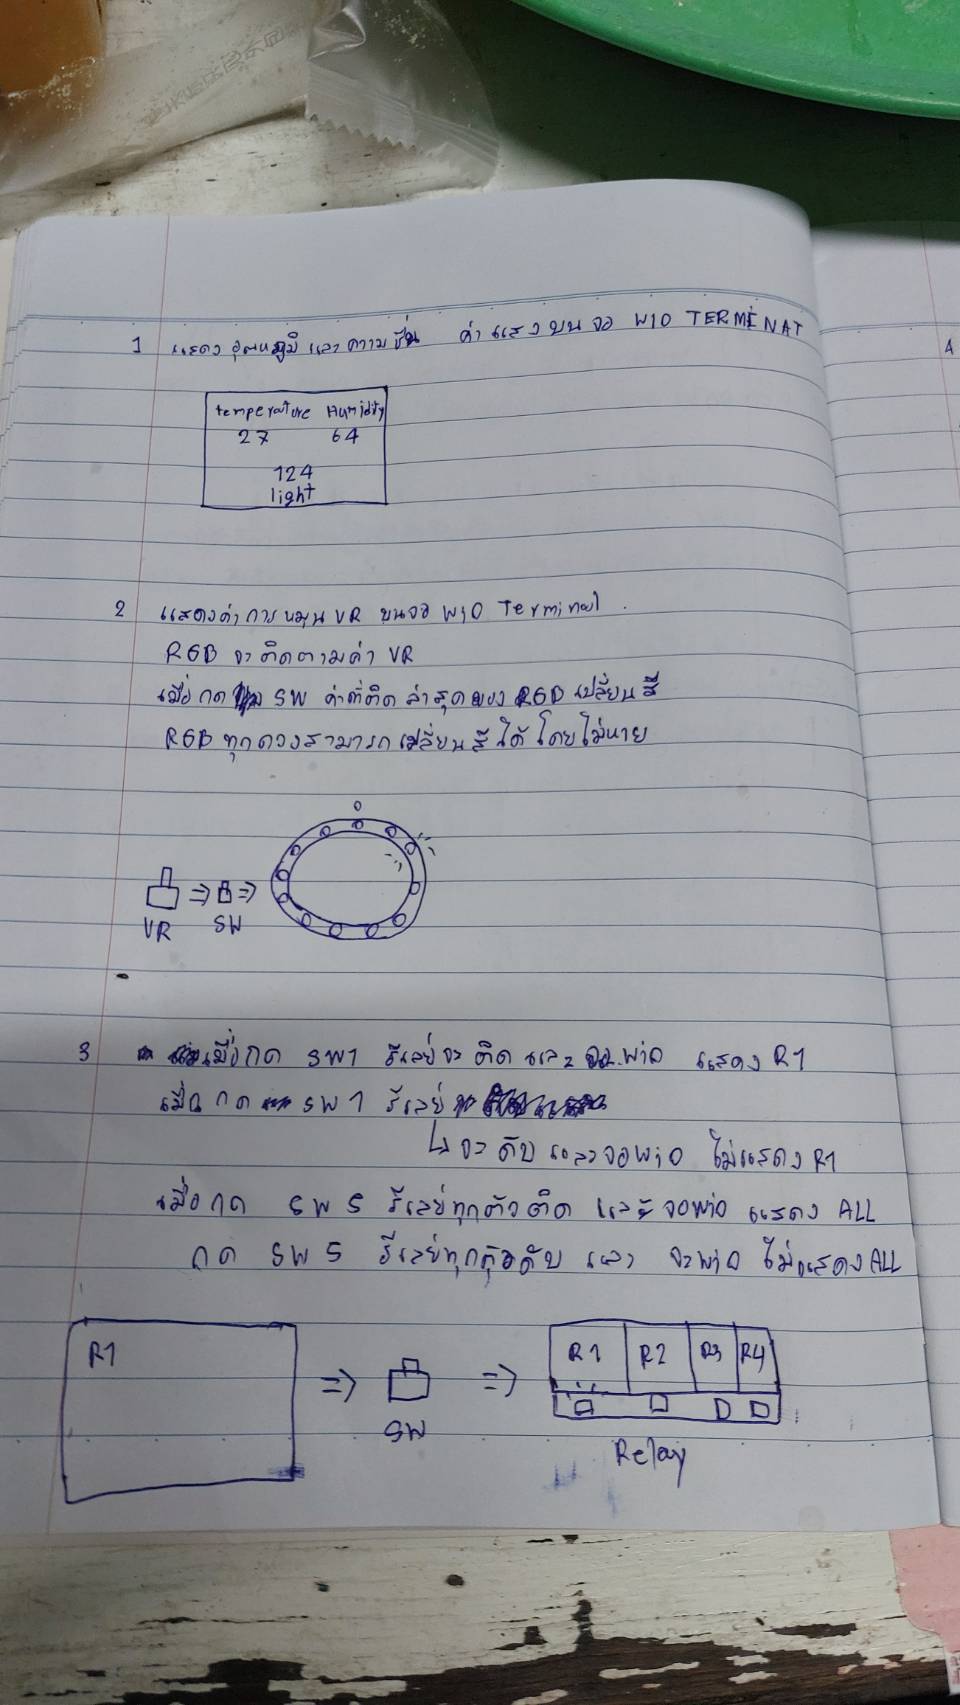 1 แสดง อุณหภูมิ และ ความชื้น ค่า แสง บน จอ W10 TERMINAT
temperature Humidity
27 64
124
light
2 แสดงค่า การ หมุน VR บนจอ WIO Terminal.
RGB จะ ติดตามค่า VR
เมื่อ กด SW ค่าที่ติด ล่าสุด ของ RGB เปลี่ยน สี
RGB ทุกดวงสามารถ เปลี่ยน สี ได้ โดยไม่หาย
0
VR ⇒ SW ⇒
3 เมื่อกด SW1 รีเลย์จะ ติด และ จอ wio แสดง R1
เมื่อ กด SW1 รีเลย์
↳ จะ ดับ และจอ wio ไม่แสดง R1
เมื่อกด SW5 รีเลย์ทุกตัวติด และ จอ wio แสดง ALL
กด SW5 รีเลย์ทุกตัวดับ และ จอ wio ไม่แสดง ALL
R1 ⇒ SW ⇒ R1 R2 R3 R4
Relay
4